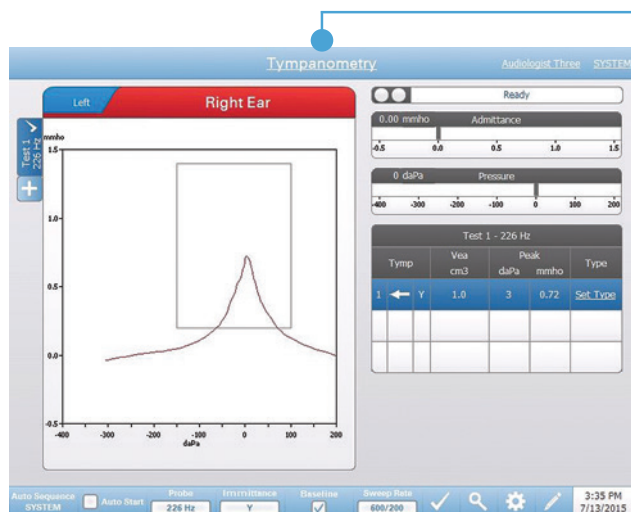 Tympanometry
Audiologist Three SYSTEM
Left Right Ear
Test 1
226 Hz
+
mmho
1.5
1.0
0.5
0.0
-0.5
-400 -300 -200 -100 0 100 200
daPa
Ready
0.00 mmho Admittance
-0.5 0.0 0.5 1.0 1.5
0 daPa Pressure
-400 -300 -200 -100 0 100 200
Test 1 - 226 Hz
Tymp Vea Peak Type
cm3 daPa mmho
1 Y 1.0 3 0.72 Set Type
Auto Sequence Auto Start Probe Immittance Baseline Sweep Rate
SYSTEM 226 Hz Y 600/200
3:35 PM
7/13/2015